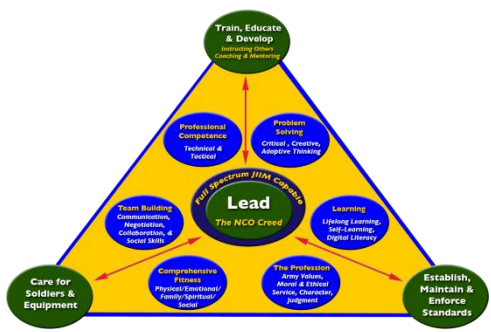 Train, Educate
& Develop
Instructing Others
Coaching & Mentoring
Professional
Competence
Technical &
Tactical
Problem
Solving
Critical , Creative,
Adaptive Thinking
Full Spectrum JIIM Capable
Lead
The NCO Creed
Team Building
Communication,
Negotiation,
Collaboration, &
Social Skills
Learning
Lifelong Learning,
Self-Learning,
Digital Literacy
Comprehensive
Fitness
Physical/Emotional/
Family/Spiritual/
Social
The Profession
Army Values,
Moral & Ethical
Service, Character,
Judgment
Care for
Soldiers &
Equipment
Establish,
Maintain &
Enforce
Standards